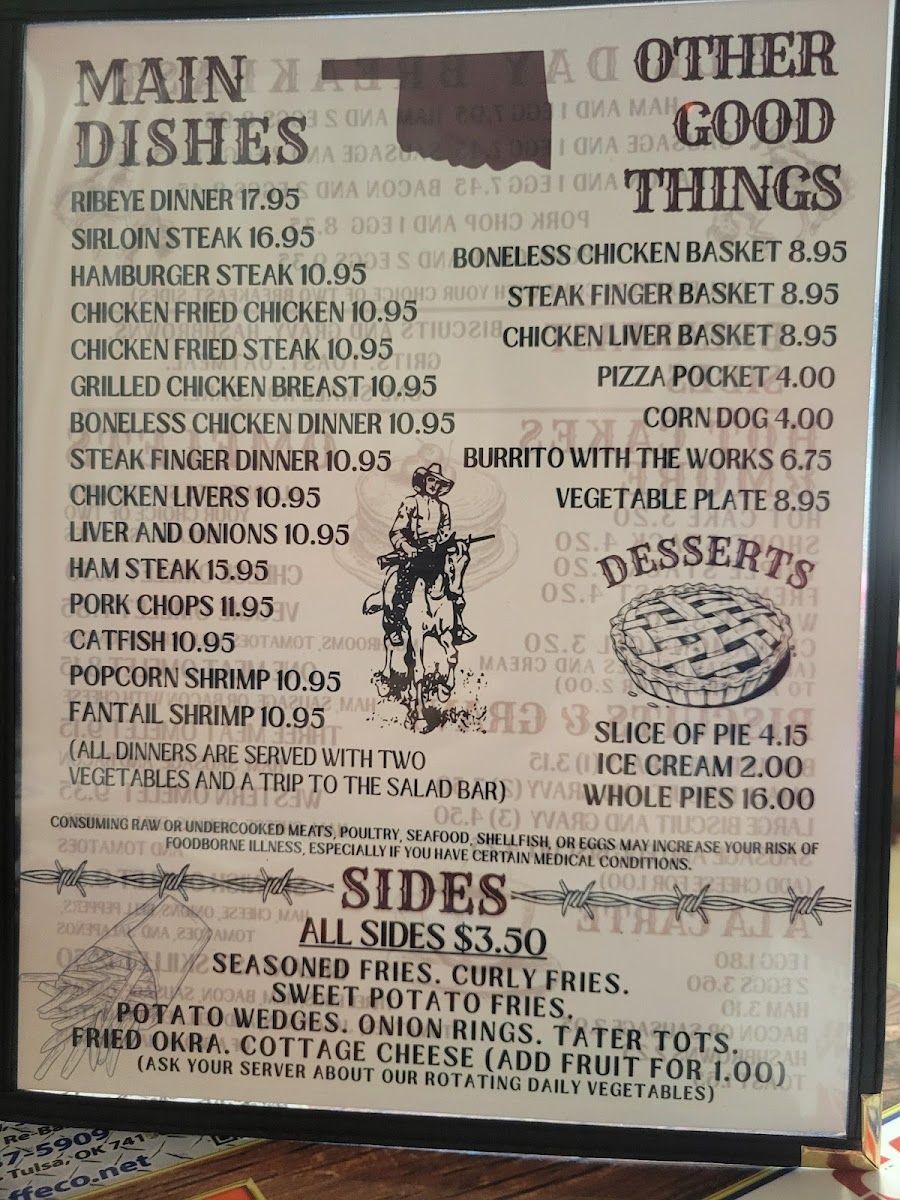 MAIN
DISHES
RIBEYE DINNER 17.95
SIRLOIN STEAK 16.95
HAMBURGER STEAK 10.95
CHICKEN FRIED CHICKEN 10.95
CHICKEN FRIED STEAK 10.95
GRILLED CHICKEN BREAST 10.95
BONELESS CHICKEN DINNER 10.95
STEAK FINGER DINNER 10.95
CHICKEN LIVERS 10.95
LIVER AND ONIONS 10.95
HAM STEAK 15.95
PORK CHOPS 11.95
CATFISH 10.95
POPCORN SHRIMP 10.95
FANTAIL SHRIMP 10.95
(ALL DINNERS ARE SERVED WITH TWO
VEGETABLES AND A TRIP TO THE SALAD BAR)
OTHER
GOOD
THINGS
BONELESS CHICKEN BASKET 8.95
STEAK FINGER BASKET 8.95
CHICKEN LIVER BASKET 8.95
PIZZA POCKET 4.00
CORN DOG 4.00
BURRITO WITH THE WORKS 6.75
VEGETABLE PLATE 8.95
DESSERTS
SLICE OF PIE 4.15
ICE CREAM 2.00
WHOLE PIES 16.00
CONSUMING RAW OR UNDERCOOKED MEATS, POULTRY, SEAFOOD, SHELLFISH, OR EGGS MAY INCREASE YOUR RISK OF
FOODBORNE ILLNESS, ESPECIALLY IF YOU HAVE CERTAIN MEDICAL CONDITIONS.
SIDES
ALL SIDES $3.50
SEASONED FRIES. CURLY FRIES.
SWEET POTATO FRIES.
POTATO WEDGES. ONION RINGS. TATER TOTS.
FRIED OKRA. COTTAGE CHEESE (ADD FRUIT FOR 1.00)
(ASK YOUR SERVER ABOUT OUR ROTATING DAILY VEGETABLES)
7-5909
Tulsa, OK 741
ffeco.net